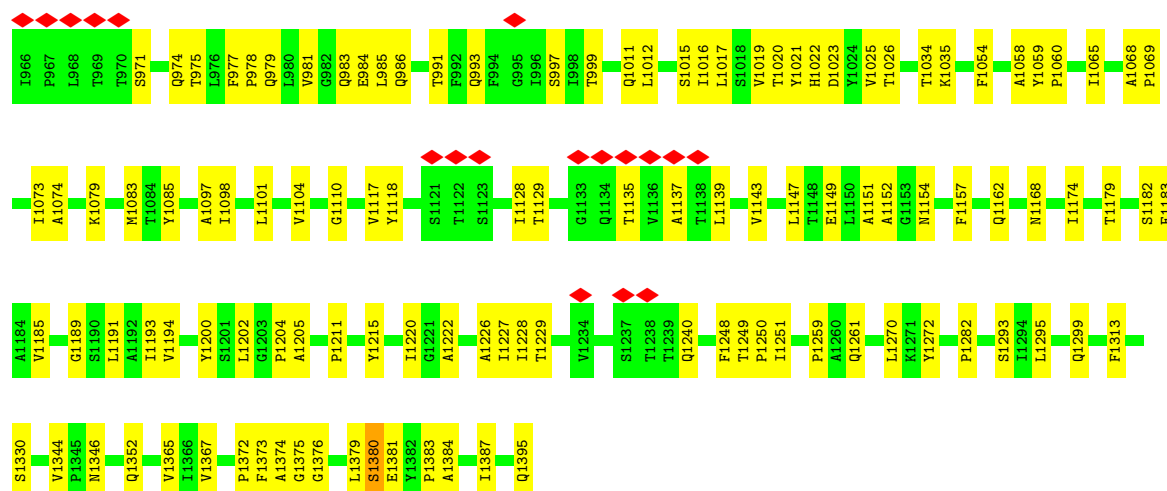 I966 P967 L968 T969 T970 S971 Q974 T975 L976 F977 P978 Q979 L980 V981 G982 Q983 E984 L985 Q986 T991 F992 Q993 F994 G995 I996 S997 I998 T999 Q1011 L1012 S1015 I1016 L1017 S1018 V1019 T1020 Y1021 H1022 D1023 Y1024 V1025 T1026 T1034 K1035 F1054 A1058 Y1059 P1060 I1065 A1068 P1069
I1073 A1074 K1079 M1083 T1084 Y1085 A1097 I1098 L1101 V1104 G1110 V1117 Y1118 S1121 T1122 S1123 I1128 T1129 G1133 Q1134 T1135 V1136 A1137 T1138 L1139 V1143 L1147 T1148 E1149 L1150 A1151 A1152 G1153 N1154 F1157 Q1162 N1168 I1174 T1179 S1182 E1183
A1184 V1185 G1189 S1190 L1191 A1192 I1193 V1194 Y1200 S1201 L1202 G1203 P1204 A1205 P1211 Y1215 I1220 G1221 A1222 A1226 I1227 I1228 T1229 V1234 S1237 T1238 T1239 Q1240 F1248 T1249 P1250 I1251 P1259 A1260 Q1261 L1270 K1271 Y1272 P1282 S1293 I1294 L1295 Q1299 F1313
S1330 V1344 P1345 N1346 Q1352 V1365 I1366 V1367 P1372 F1373 A1374 G1375 G1376 L1379 S1380 E1381 Y1382 P1383 A1384 I1387 Q1395